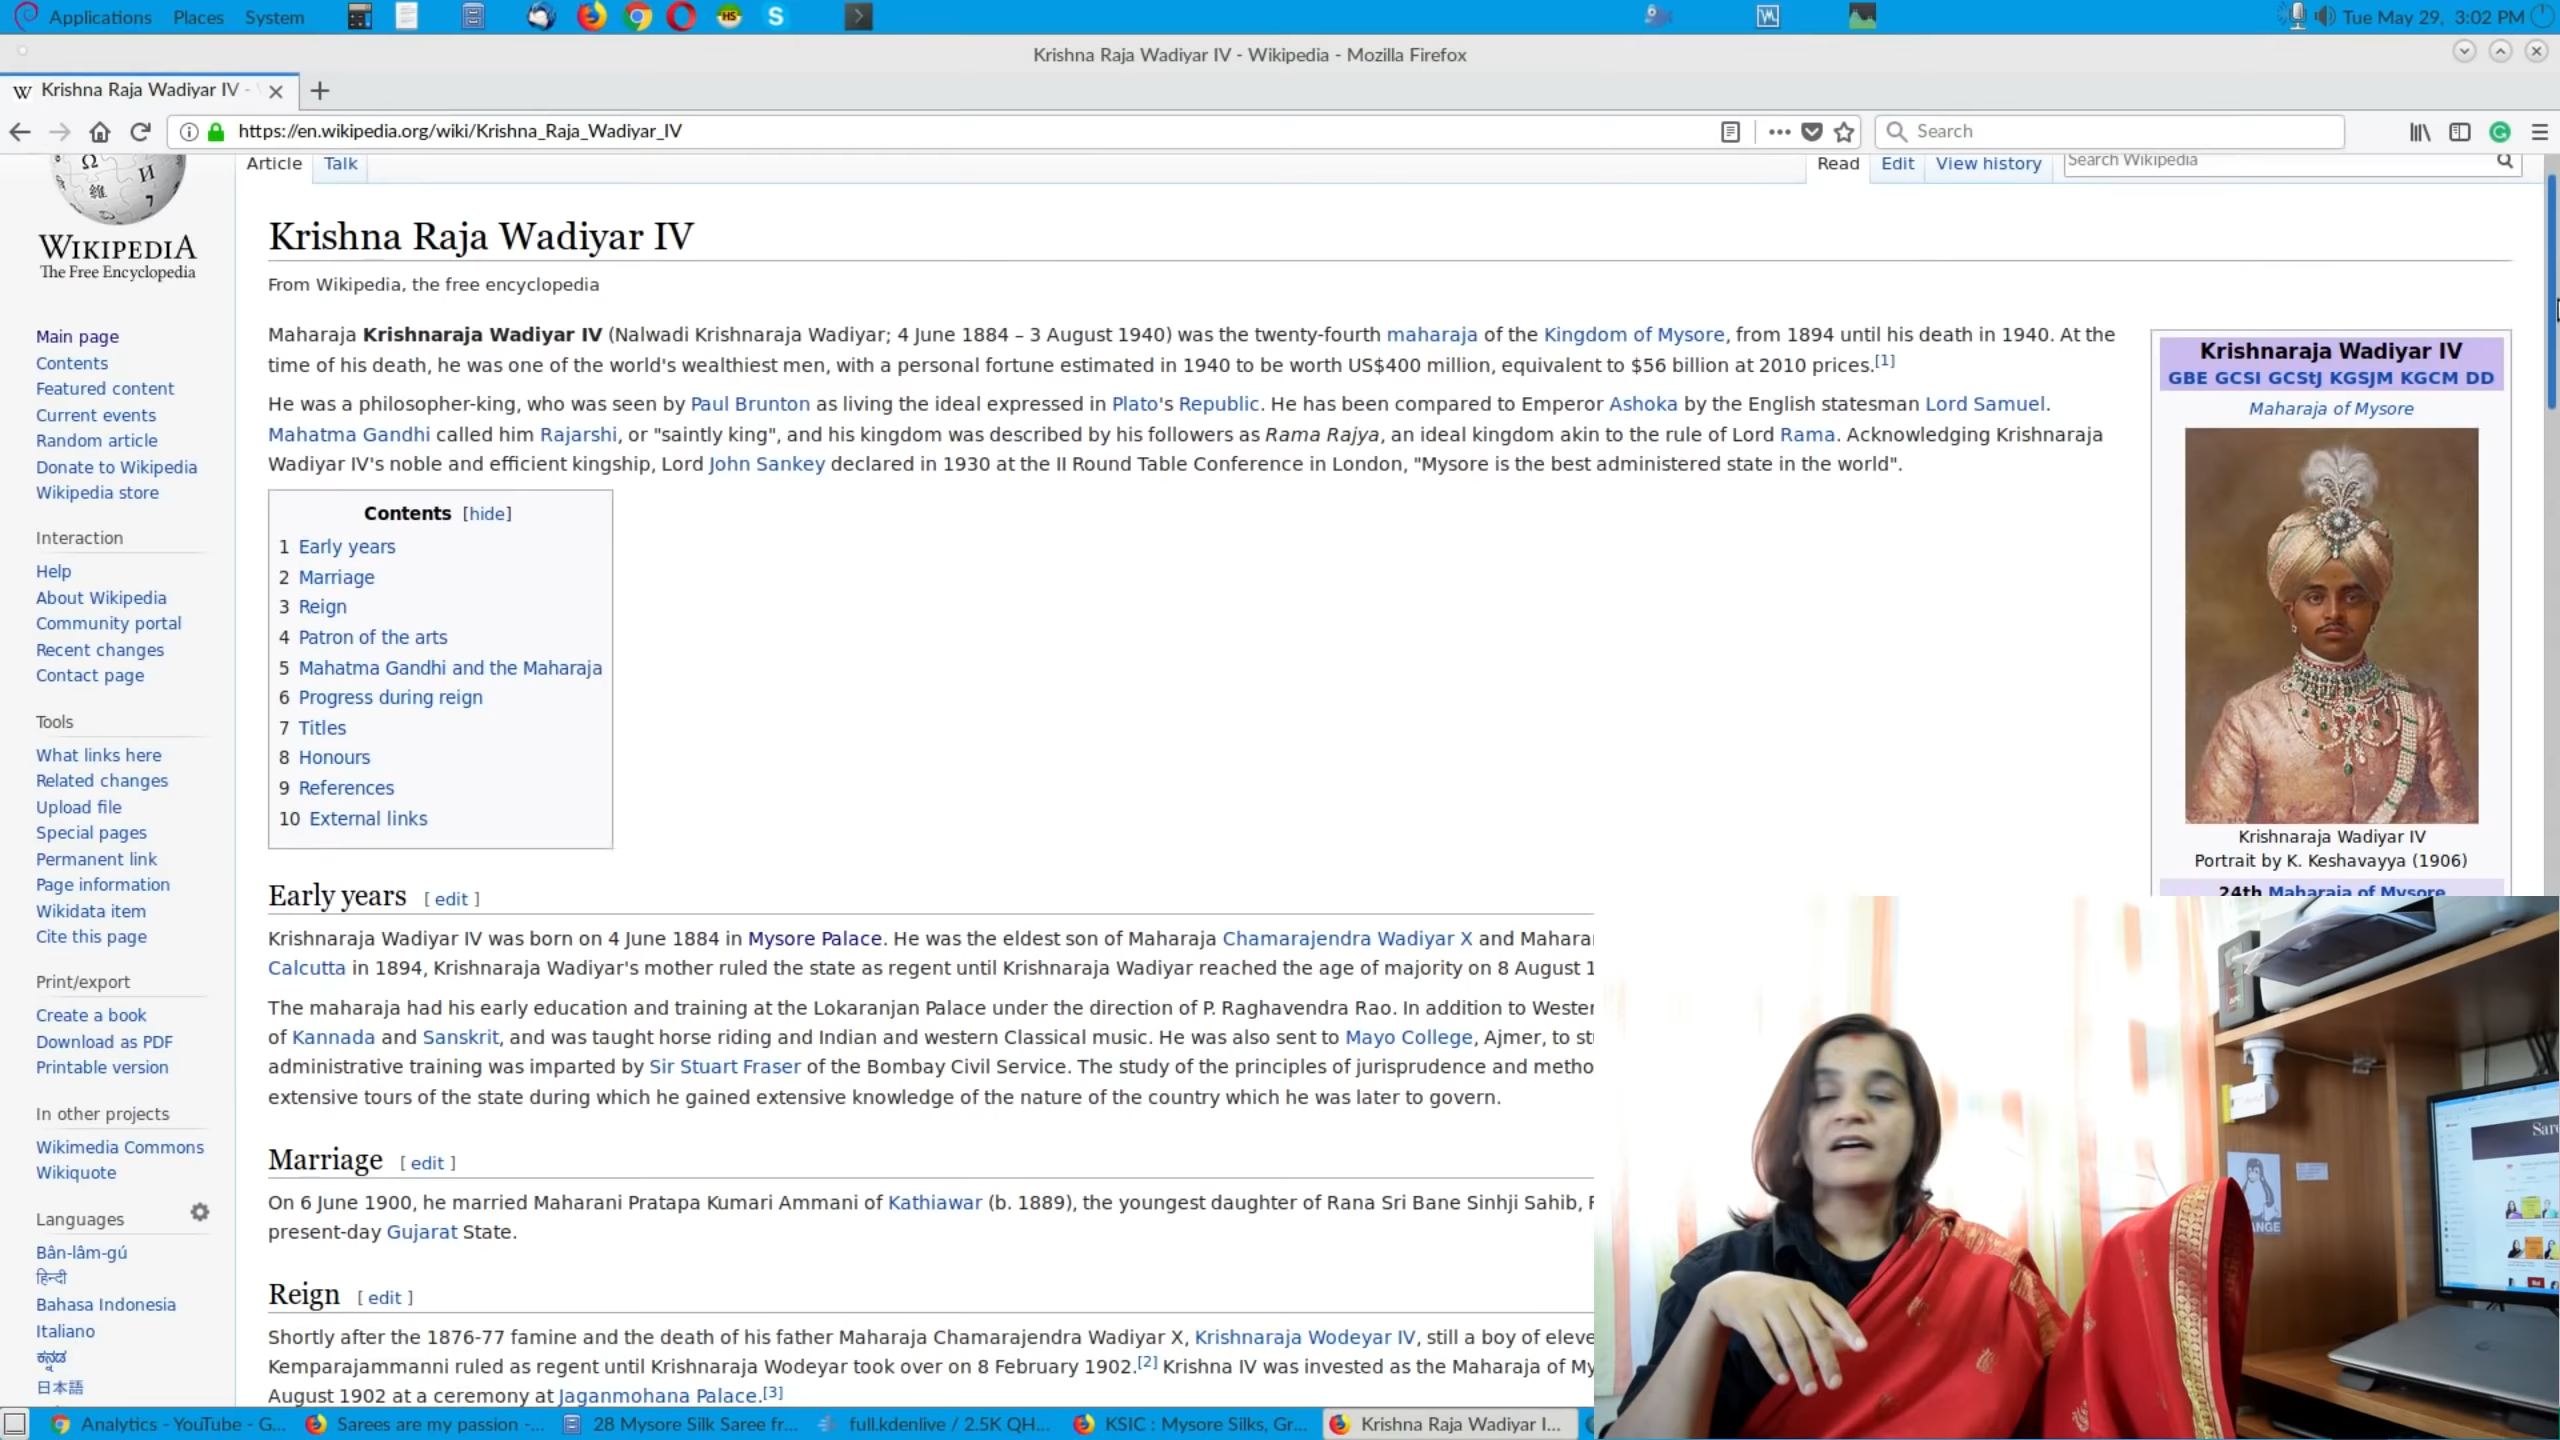 Applications Places System
HS
Tue May 29, 3:02 PM
Krishna Raja Wadiyar IV - Wikipedia - Mozilla Firefox
Krishna Raja Wadiyar IV -
https://en.wikipedia.org/wiki/Krishna_Raja_Wadiyar_IV
Search
WIKIPEDIA
The Free Encyclopedia
Article Talk
Read Edit View history
Search Wikipedia
Krishna Raja Wadiyar IV
From Wikipedia, the free encyclopedia
Maharaja Krishnaraja Wadiyar IV (Nalwadi Krishnaraja Wadiyar; 4 June 1884 – 3 August 1940) was the twenty-fourth maharaja of the Kingdom of Mysore, from 1894 until his death in 1940. At the
time of his death, he was one of the world's wealthiest men, with a personal fortune estimated in 1940 to be worth US$400 million, equivalent to $56 billion at 2010 prices.[1]
He was a philosopher-king, who was seen by Paul Brunton as living the ideal expressed in Plato's Republic. He has been compared to Emperor Ashoka by the English statesman Lord Samuel.
Mahatma Gandhi called him Rajarshi, or "saintly king", and his kingdom was described by his followers as Rama Rajya, an ideal kingdom akin to the rule of Lord Rama. Acknowledging Krishnaraja
Wadiyar IV's noble and efficient kingship, Lord John Sankey declared in 1930 at the II Round Table Conference in London, "Mysore is the best administered state in the world".
Contents [hide]
1 Early years
2 Marriage
3 Reign
4 Patron of the arts
5 Mahatma Gandhi and the Maharaja
6 Progress during reign
7 Titles
8 Honours
9 References
10 External links
Krishnaraja Wadiyar IV
GBE GCSI GCStJ KGSJM KGCM DD
Maharaja of Mysore
Krishnaraja Wadiyar IV
Portrait by K. Keshavayya (1906)
24th Maharaja of Mysore
Early years [ edit ]
Krishnaraja Wadiyar IV was born on 4 June 1884 in Mysore Palace. He was the eldest son of Maharaja Chamarajendra Wadiyar X and
Calcutta in 1894, Krishnaraja Wadiyar's mother ruled the state as regent until Krishnaraja Wadiyar reached the age of majority on 8 August
The maharaja had his early education and training at the Lokaranjan Palace under the direction of P. Raghavendra Rao. In addition to
of Kannada and Sanskrit, and was taught horse riding and Indian and western Classical music. He was also sent to Mayo College, Ajmer, to
administrative training was imparted by Sir Stuart Fraser of the Bombay Civil Service. The study of the principles of jurisprudence and
extensive tours of the state during which he gained extensive knowledge of the nature of the country which he was later to govern.
Marriage [ edit ]
On 6 June 1900, he married Maharani Pratapa Kumari Ammani of Kathiawar (b. 1889), the youngest daughter of Rana Sri Bane Sinhji Sahib,
present-day Gujarat State.
Reign [ edit ]
Shortly after the 1876-77 famine and the death of his father Maharaja Chamarajendra Wadiyar X, Krishnaraja Wodeyar IV, still a boy of
Kemparajammanni ruled as regent until Krishnaraja Wodeyar took over on 8 February 1902.[2] Krishna IV was invested as the Maharaja of
August 1902 at a ceremony at Jaganmohana Palace.[3]
Main page
Contents
Featured content
Current events
Random article
Donate to Wikipedia
Wikipedia store
Interaction
Help
About Wikipedia
Community portal
Recent changes
Contact page
Tools
What links here
Related changes
Upload file
Special pages
Permanent link
Page information
Wikidata item
Cite this page
Print/export
Create a book
Download as PDF
Printable version
In other projects
Wikimedia Commons
Wikiquote
Languages
Bân-lâm-gú
हिन्दी
Bahasa Indonesia
Italiano
ಕನ್ನಡ
日本語
Analytics - YouTube - G...
Sarees are my passion -...
28 Mysore Silk Saree fr...
full.kdenlive / 2.5K QH...
KSIC : Mysore Silks, Gr...
Krishna Raja Wadiyar I...